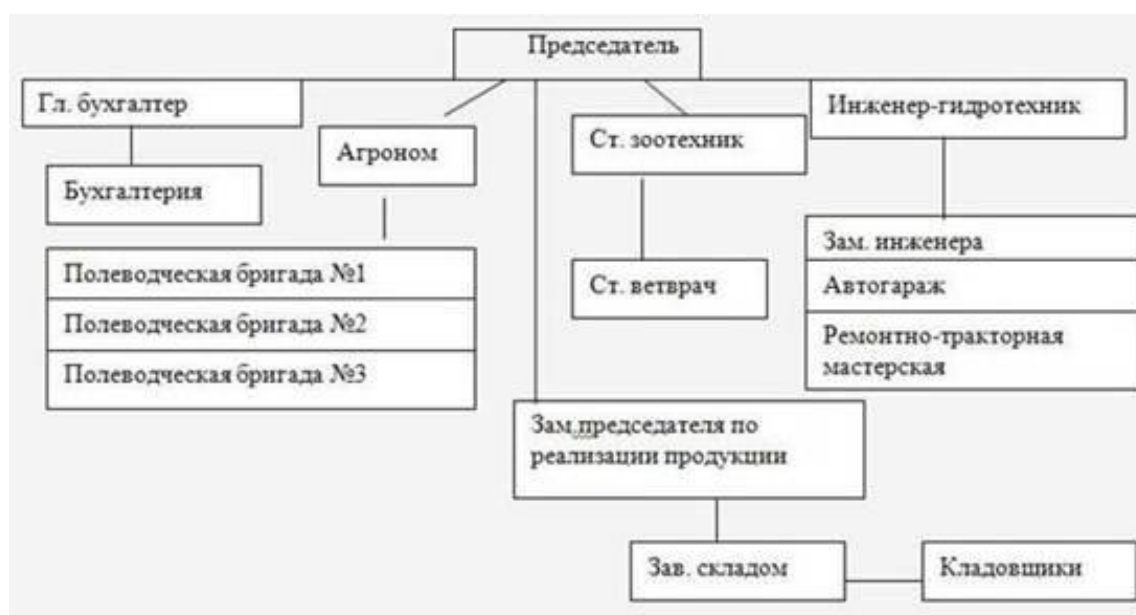 Председатель
Гл. бухгалтер
Инженер-гидротехник
Агроном
Ст. зоотехник
Бухгалтерия
Зам. инженера
Полеводческая бригада №1
Ст. ветврач
Автогараж
Полеводческая бригада №2
Ремонтно-тракторная
мастерская
Полеводческая бригада №3
Зам.председателя по
реализации продукции
Зав. складом
Кладовщики